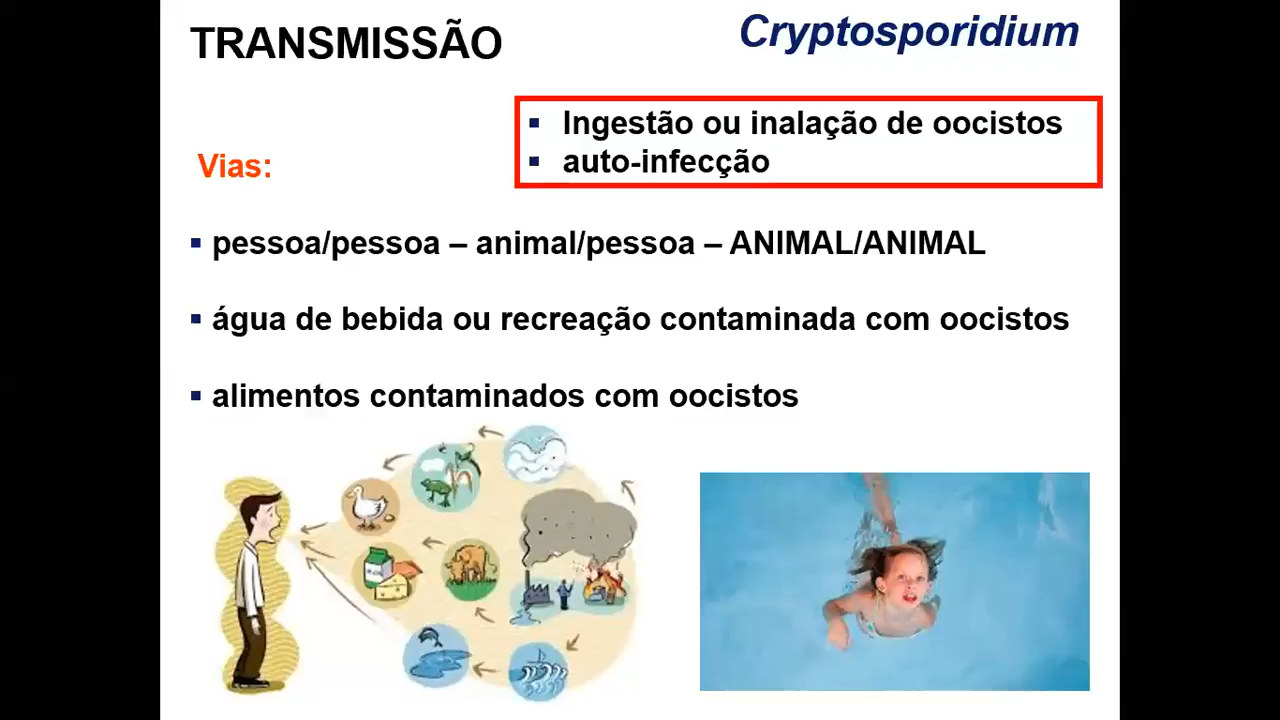 TRANSMISSÃO
Cryptosporidium
▪ Ingestão ou inalação de oocistos
▪ auto-infecção
Vias:
▪ pessoa/pessoa – animal/pessoa – ANIMAL/ANIMAL
▪ água de bebida ou recreação contaminada com oocistos
▪ alimentos contaminados com oocistos